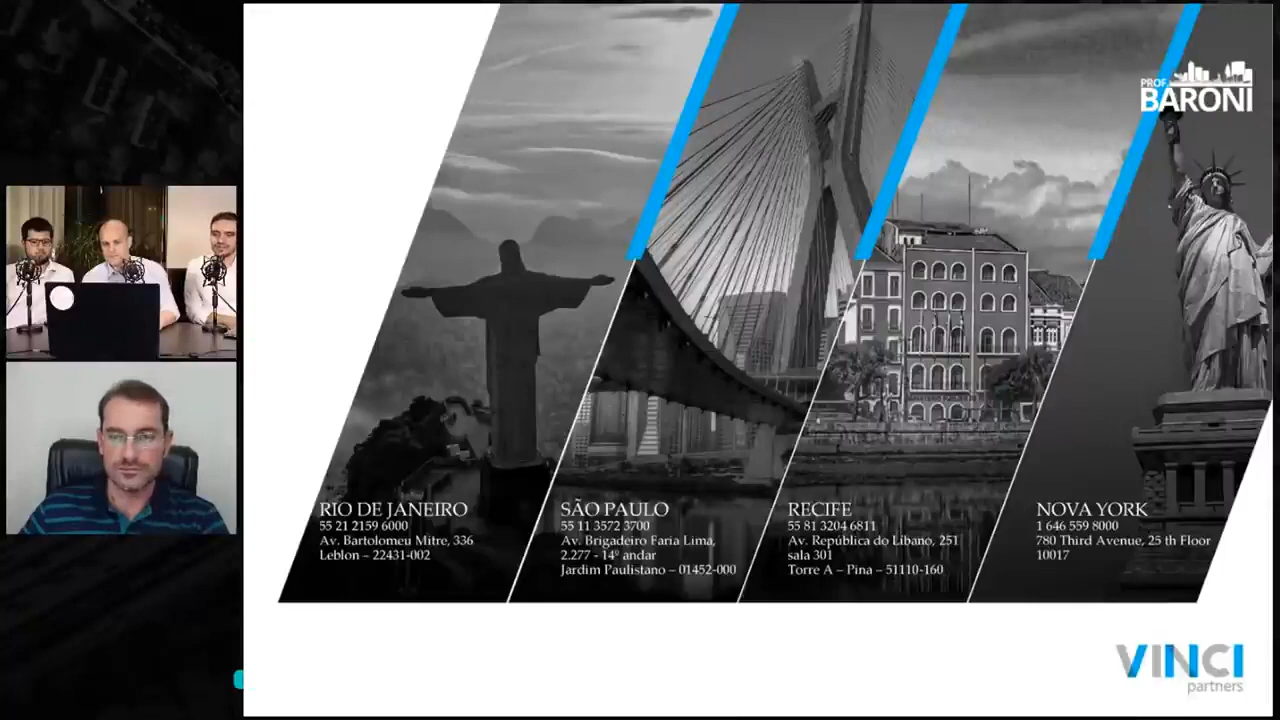 PROF
BARONI
RIO DE JANEIRO
55 21 2159 6000
Av. Bartolomeu Mitre, 336
Leblon – 22431-002
SÃO PAULO
55 11 3572 3700
Av. Brigadeiro Faria Lima,
2.277 - 14º andar
Jardim Paulistano – 01452-000
RECIFE
55 81 3204 6811
Av. República do Líbano, 251
sala 301
Torre A – Pina – 51110-160
NOVA YORK
1 646 559 8000
780 Third Avenue, 25 th Floor
10017
VINCI
partners